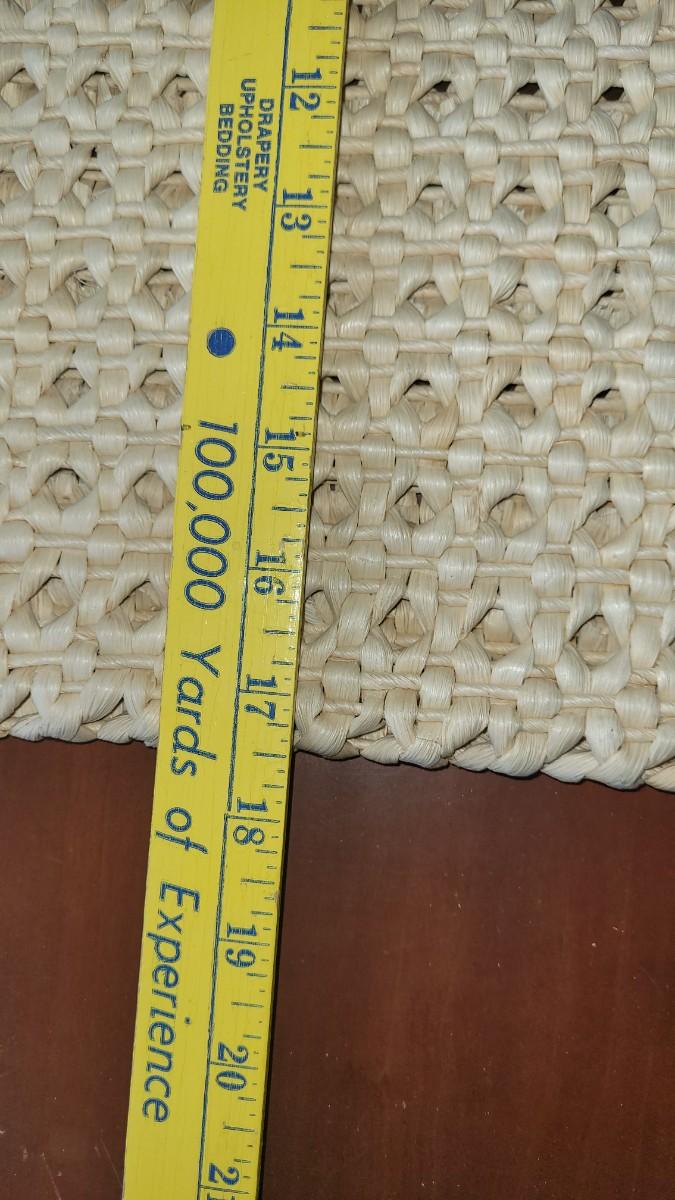 12 13 14 15 16 17 18 19 20
DRAPERY
UPHOLSTERY
BEDDING
100,000 Yards of Experience